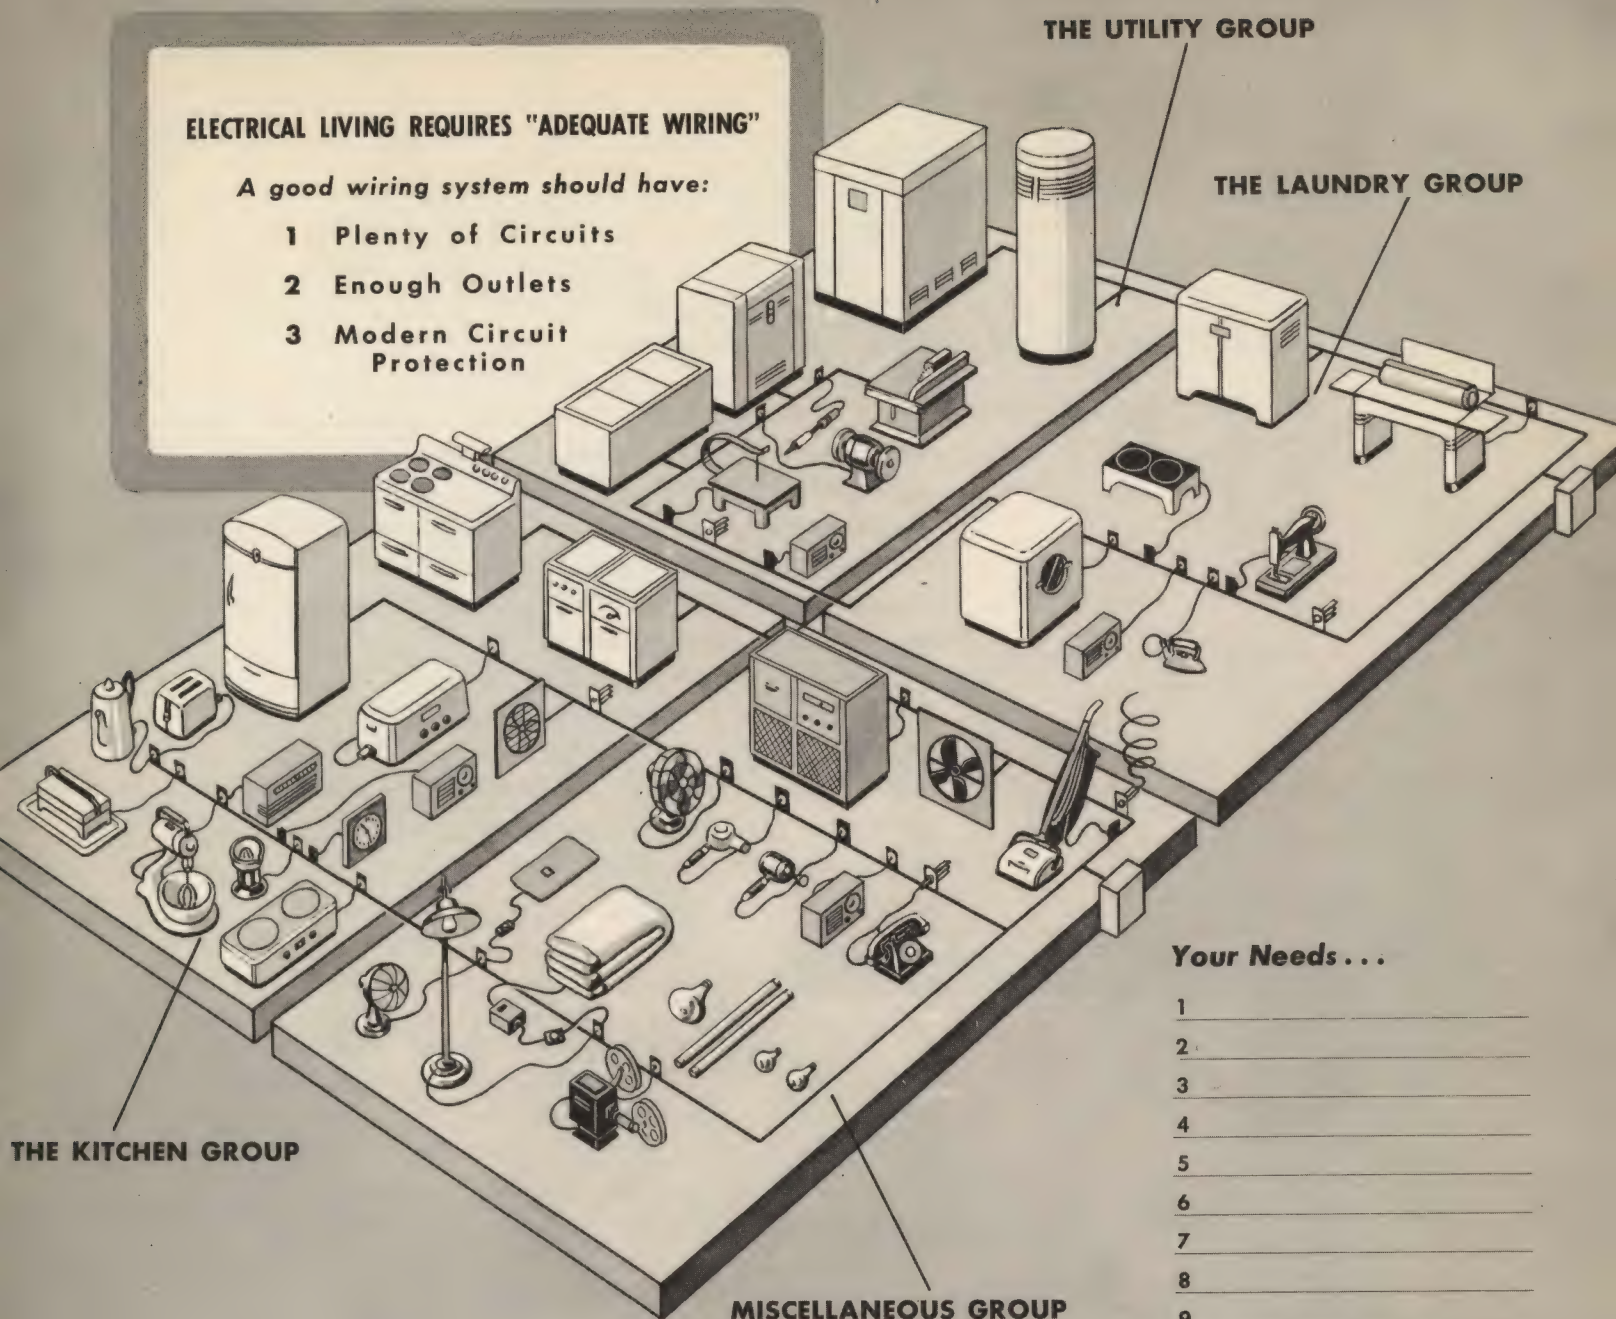 THE UTILITY GROUP
ELECTRICAL LIVING REQUIRES "ADEQUATE WIRING"
A good wiring system should have:
1 Plenty of Circuits
2 Enough Outlets
3 Modern Circuit
Protection
THE LAUNDRY GROUP
THE KITCHEN GROUP
MISCELLANEOUS GROUP
Your Needs...
1
2
3
4
5
6
7
8
9